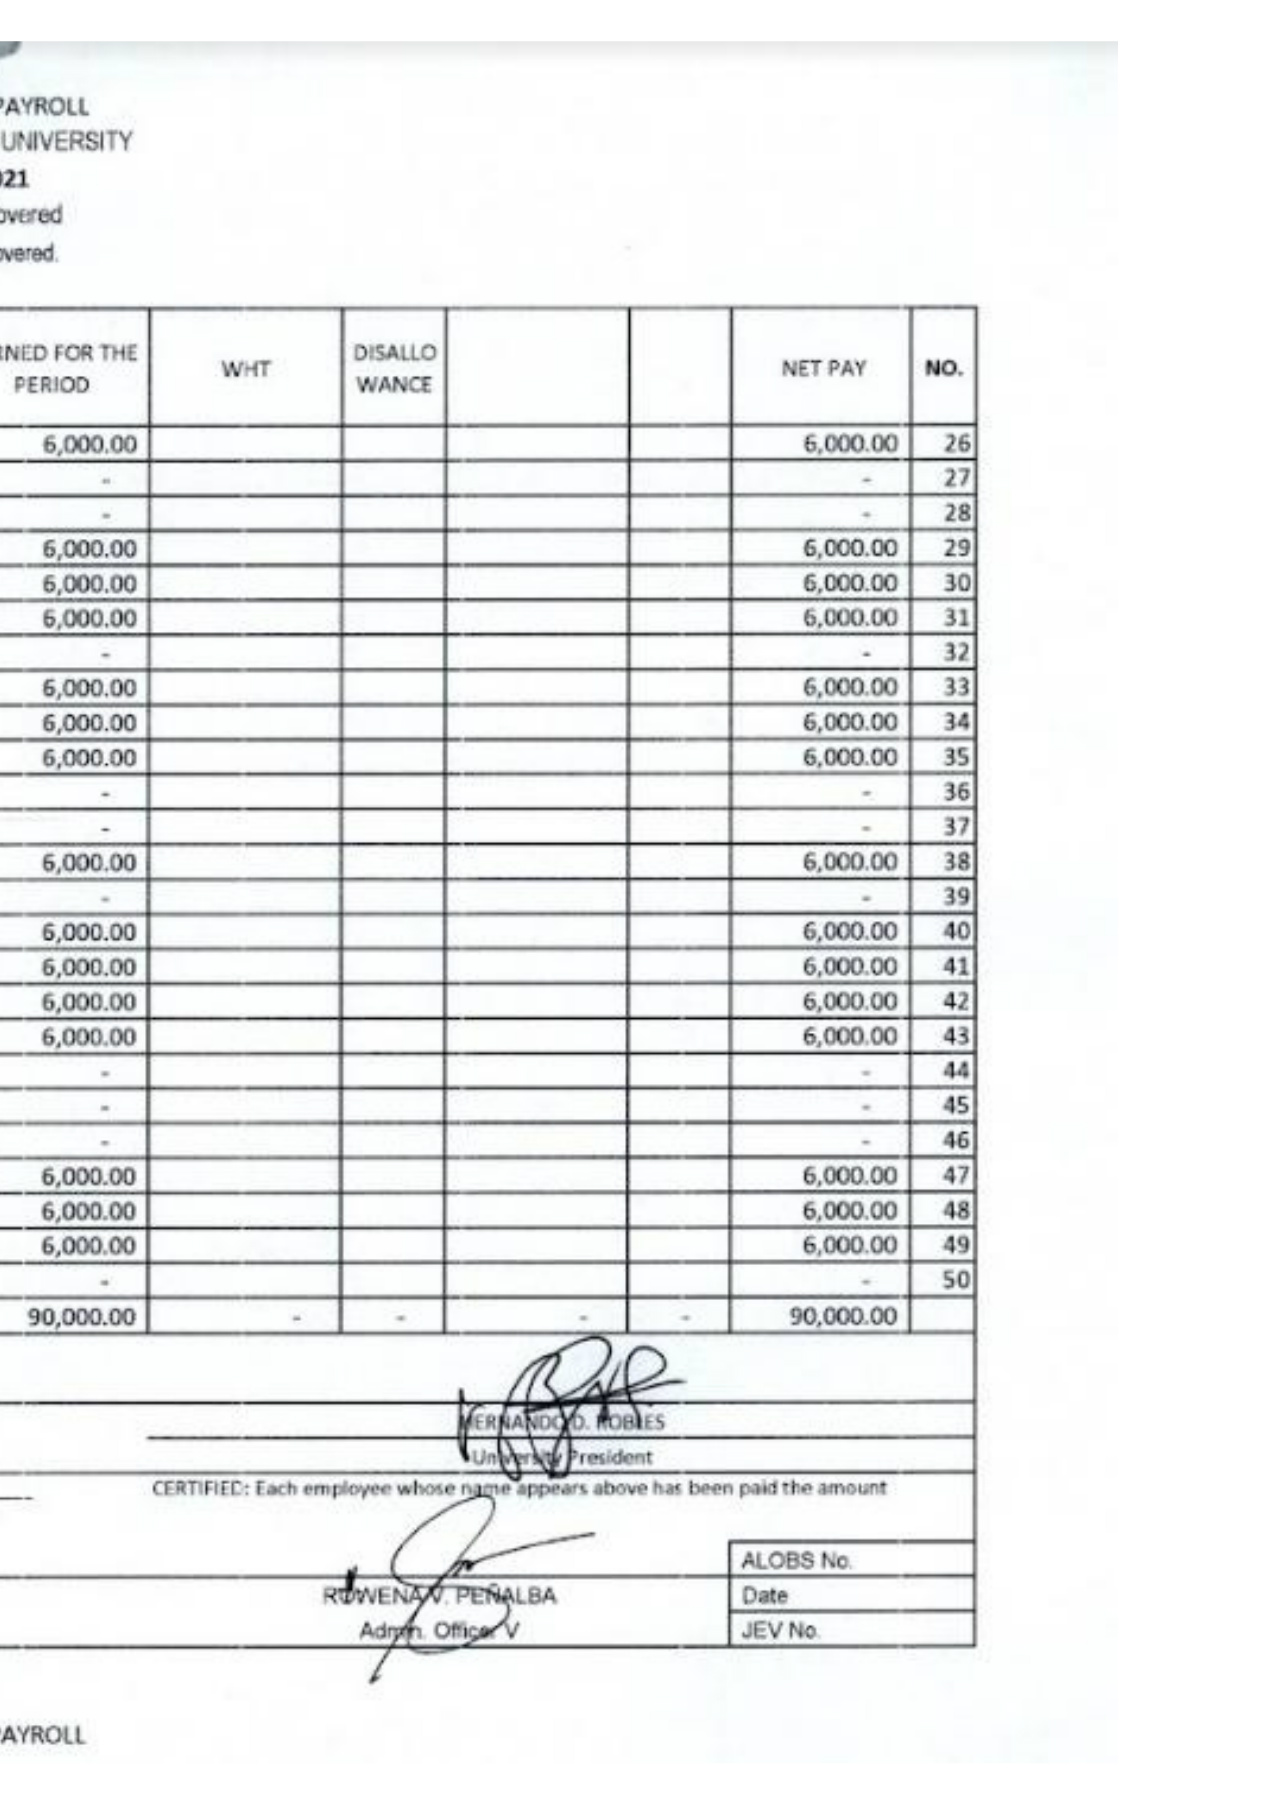 PAYROLL
UNIVERSITY
021
overed
overed.
RNED FOR THE PERIOD WHT DISALLO WANCE NET PAY NO.
6,000.00 6,000.00 26
- - 27
- - 28
6,000.00 6,000.00 29
6,000.00 6,000.00 30
6,000.00 6,000.00 31
- - 32
6,000.00 6,000.00 33
6,000.00 6,000.00 34
6,000.00 6,000.00 35
- - 36
- - 37
6,000.00 6,000.00 38
- - 39
6,000.00 6,000.00 40
6,000.00 6,000.00 41
6,000.00 6,000.00 42
6,000.00 6,000.00 43
- - 44
- - 45
- - 46
6,000.00 6,000.00 47
6,000.00 6,000.00 48
6,000.00 6,000.00 49
- - 50
90,000.00 - - - - 90,000.00
HERNANDO D. ROBLES
University President
CERTIFIED: Each employee whose name appears above has been paid the amount
ALOBS No.
ROWENA V. PEÑALBA Date
Admin. Officer V JEV No.
PAYROLL